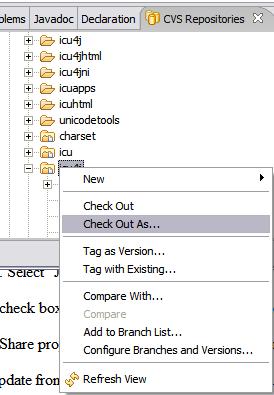 olems Javadoc Declaration CVS Repositories
icu4j
icu4jhtml
icu4jni
icuapps
icuhtml
unicodetools
charset
icu
New
Check Out
Check Out As...
Tag as Version...
Tag with Existing...
Compare With...
Compare
Add to Branch List...
Configure Branches and Versions...
Refresh View
. Select "J
check box
Share pro
pdate from